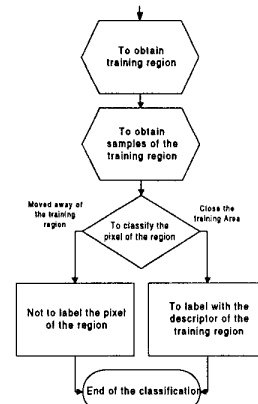 To obtain
training region
To obtain
samples of the
training region
Moved away of
the training
region
Close the
training Area
To classify the
pixel of the region
Not to label the pixel
of the region
To label with the
descriptor of the
training region
End of the classification